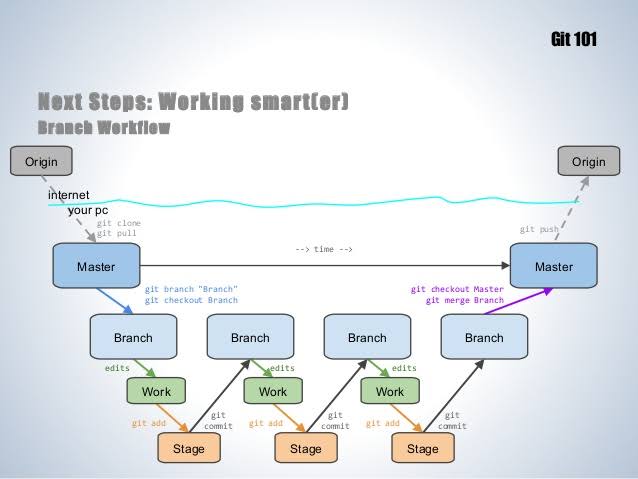 Git 101
Next Steps: Working smart(er)
Branch Workflow
Origin
Origin
internet
your pc
git clone
git pull
git push
--> time -->
Master
Master
git branch "Branch"
git checkout Branch
git checkout Master
git merge Branch
Branch
Branch
Branch
Branch
edits
edits
edits
Work
Work
Work
git add
git
commit
git add
git
commit
git add
git
commit
Stage
Stage
Stage